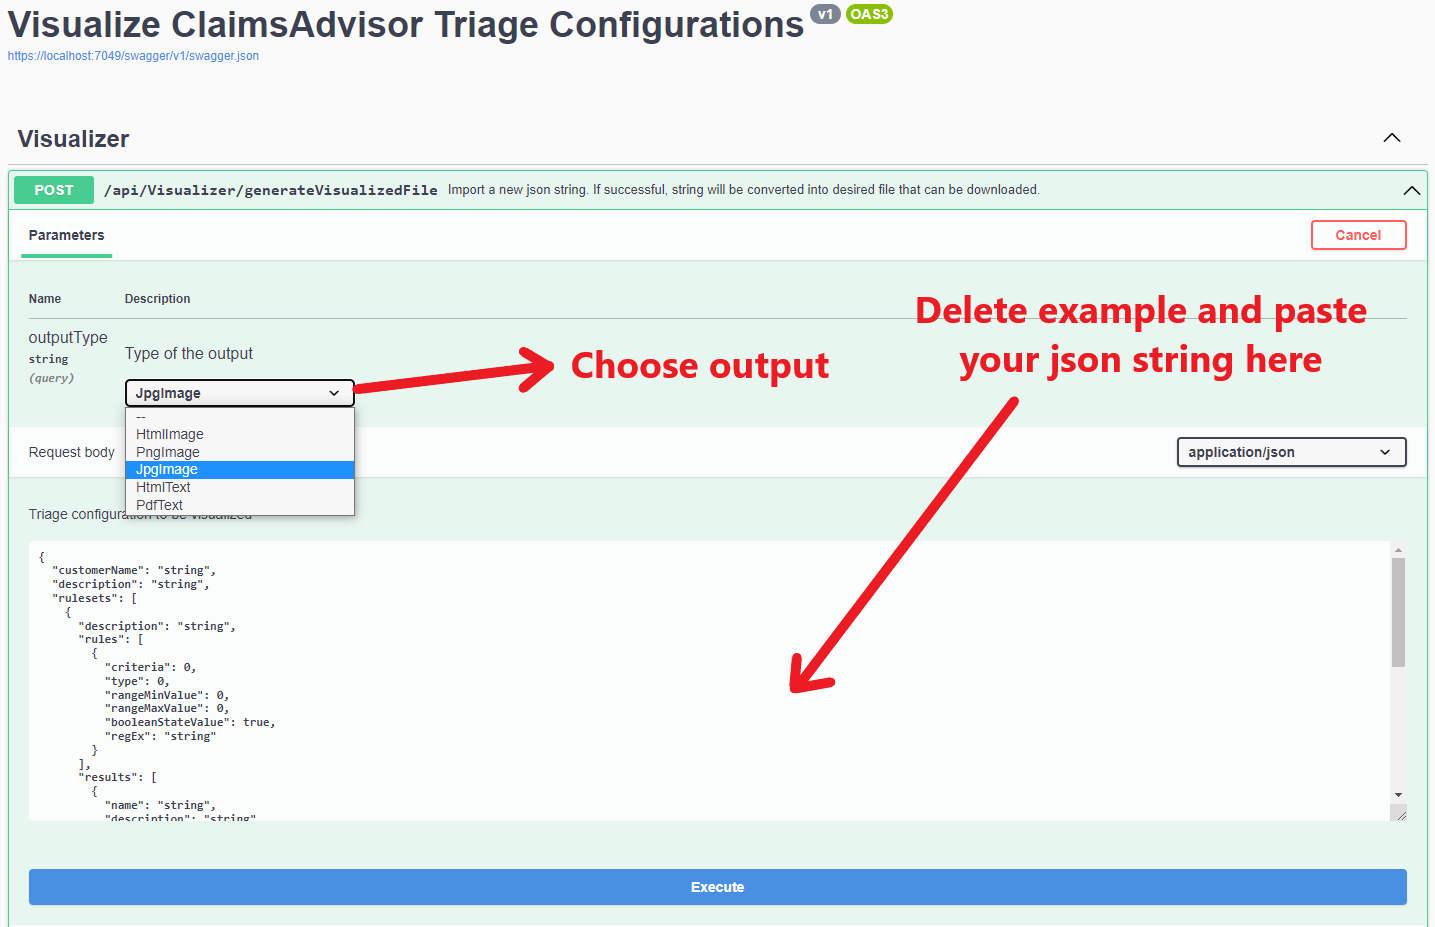 Visualize ClaimsAdvisor Triage Configurations v1 OAS3
https://localhost:7049/swagger/v1/swagger.json
Visualizer
POST /api/Visualizer/generateVisualizedFile Import a new json string. If successful, string will be converted into desired file that can be downloaded.
Parameters
Cancel
Name Description
Delete example and paste
your json string here
outputType
string
(query)
Type of the output
Choose output
JpgImage
--
HtmlImage
PngImage
JpgImage
HtmlText
PdfText
Request body
application/json
Triage configuration to be visualized
{
"customerName": "string",
"description": "string",
"rulesets": [
{
"description": "string",
"rules": [
{
"criteria": 0,
"type": 0,
"rangeMinValue": 0,
"rangeMaxValue": 0,
"booleanStateValue": true,
"regEx": "string"
}
],
"results": [
{
"name": "string",
"description": "string"
Execute